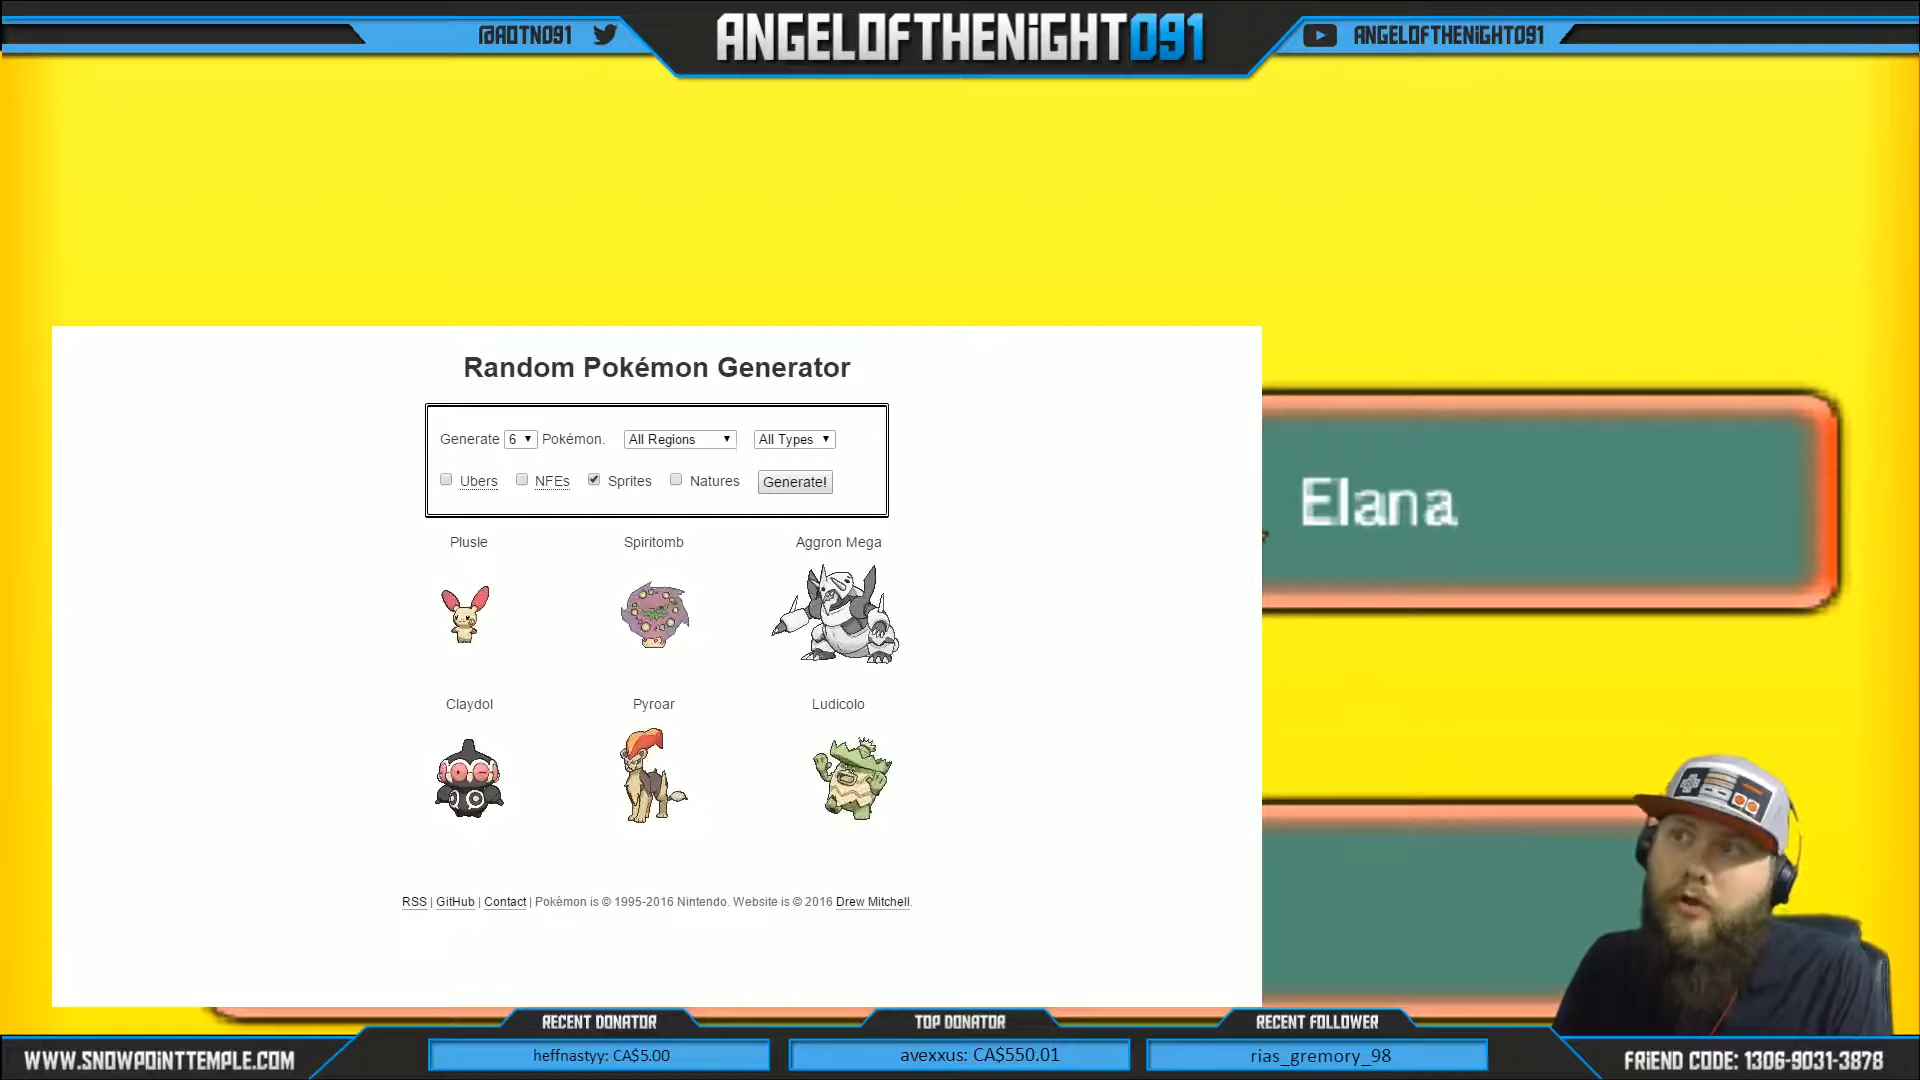 @AOTN091
ANGELOFTHENiGHT091
ANGELOFTHENiGHT091
Random Pokémon Generator
Generate 6 Pokémon. All Regions All Types
Ubers NFEs Sprites Natures Generate!
Plusle Spiritomb Aggron Mega
Claydol Pyroar Ludicolo
RSS | GitHub | Contact | Pokémon is © 1995-2016 Nintendo. Website is © 2016 Drew Mitchell.
Elana
RECENT DONATOR TOP DONATOR RECENT FOLLOWER
WWW.SNOWPOiNTTEMPLE.COM heffnastyy: CA$5.00 avexxus: CA$550.01 rias_gremory_98 FRiEND CODE: 1306-9031-3878